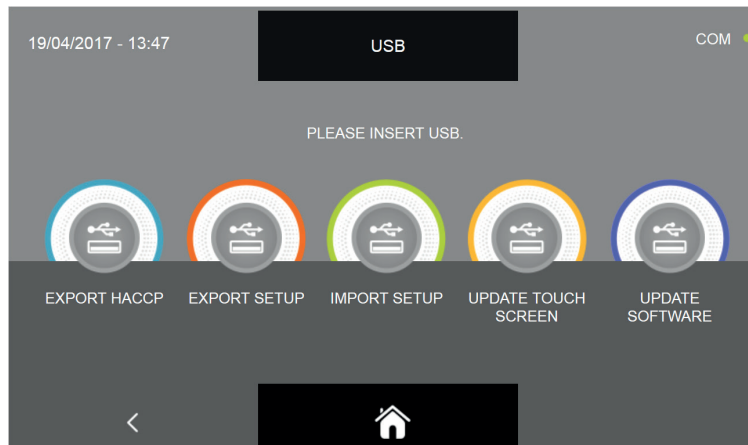 19/04/2017 - 13:47
USB
COM
PLEASE INSERT USB.
EXPORT HACCP
EXPORT SETUP
IMPORT SETUP
UPDATE TOUCH
SCREEN
UPDATE
SOFTWARE